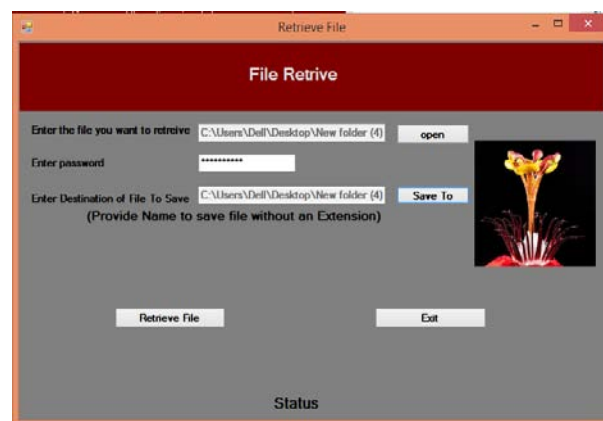 Retrieve File
File Retrive
Enter the file you want to retreive C:\Users\Dell\Desktop\New folder (4) open
Enter password **********
Enter Destination of File To Save C:\Users\Dell\Desktop\New folder (4) Save To
(Provide Name to save file without an Extension)
Retrieve File Exit
Status